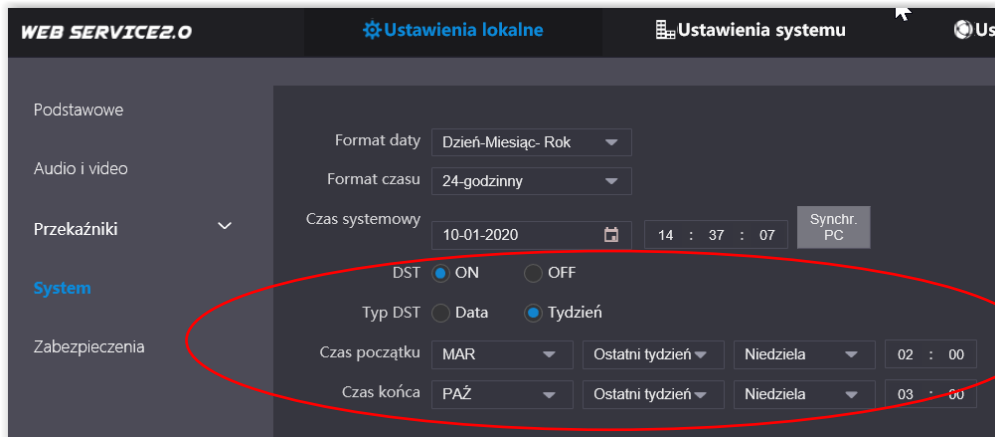 WEB SERVICE2.0 Ustawienia lokalne Ustawienia systemu Us
Podstawowe
Audio i video
Przekaźniki
System
Zabezpieczenia
Format daty Dzień-Miesiąc- Rok
Format czasu 24-godzinny
Czas systemowy 10-01-2020 14 : 37 : 07 Synchr. PC
DST ON OFF
Typ DST Data Tydzień
Czas początku MAR Ostatni tydzień Niedziela 02 : 00
Czas końca PAŹ Ostatni tydzień Niedziela 03 : 00